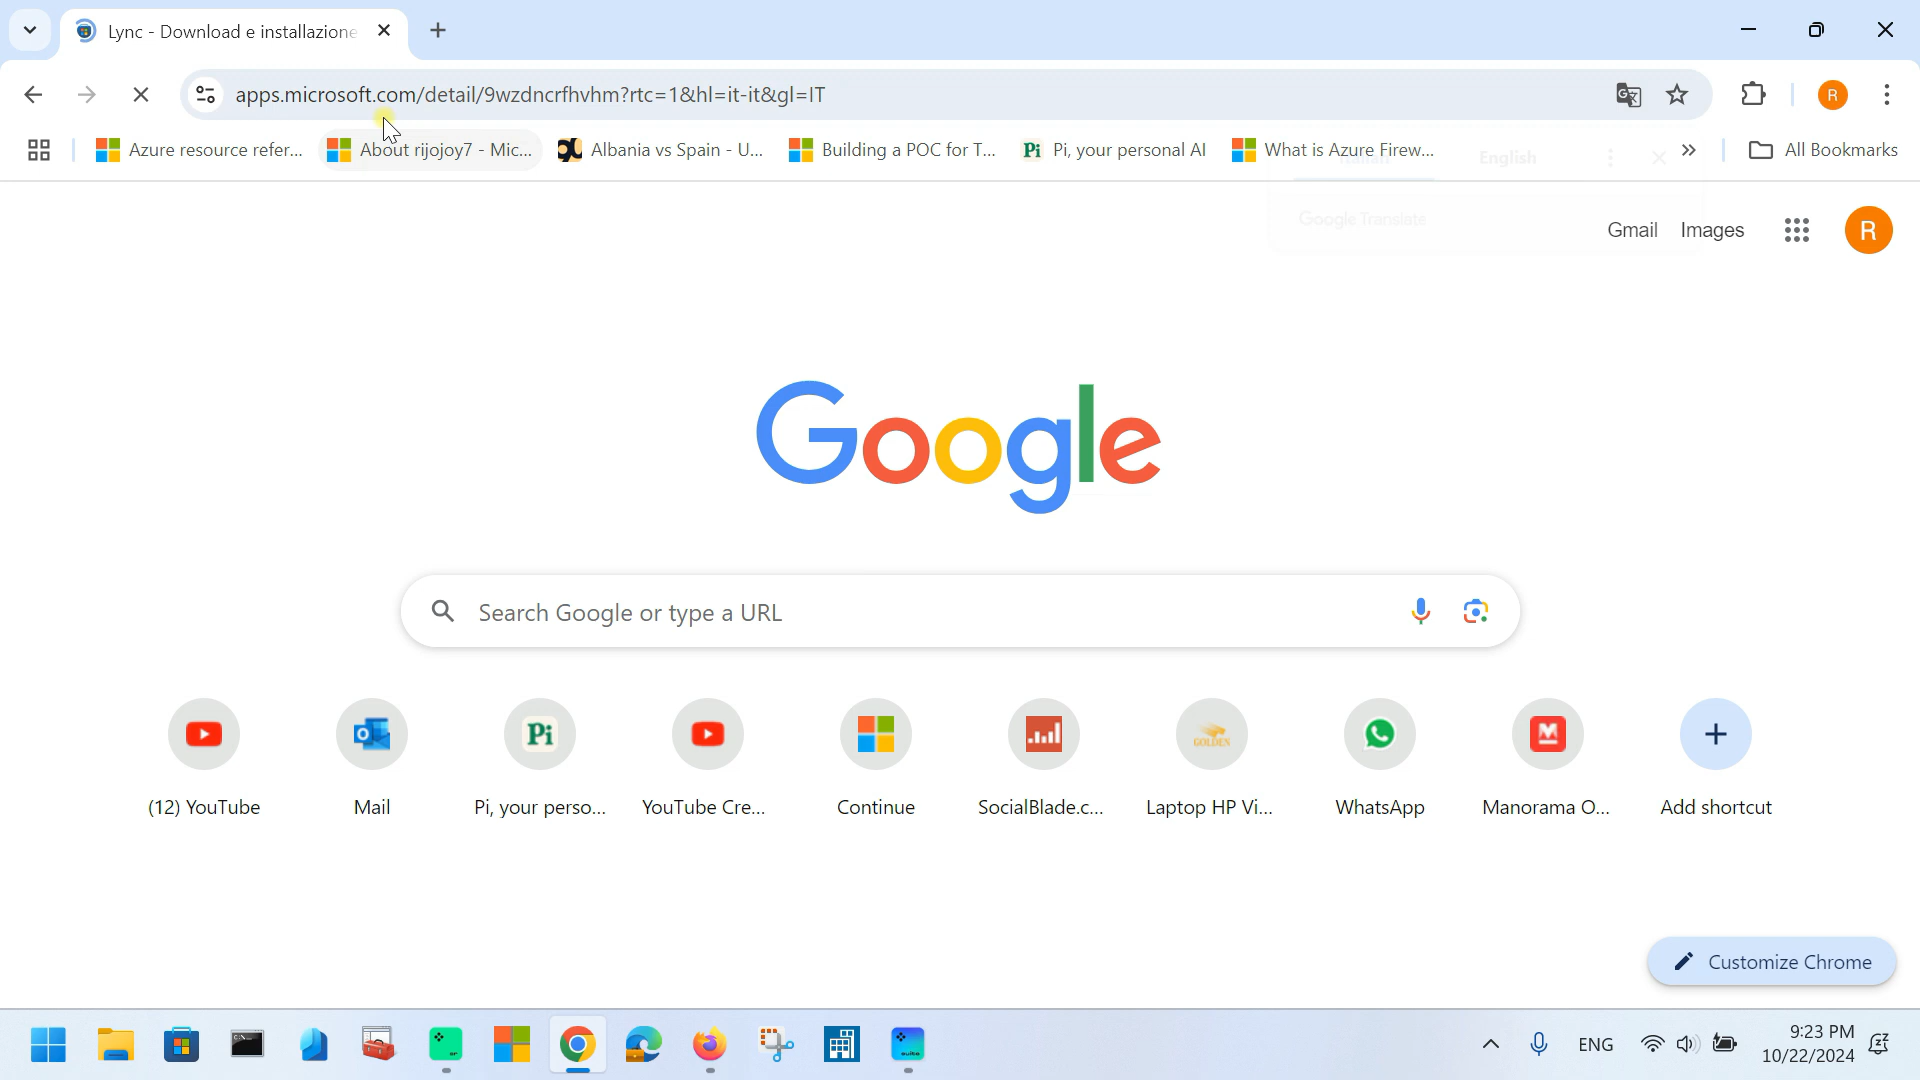 Lync - Download e installazione
apps.microsoft.com/detail/9wzdncrfhvhm?rtc=1&hl=it-it&gl=IT
R
Azure resource refer...
About rijojoy7 - Mic...
Albania vs Spain - U...
Building a POC for T...
Pi, your personal AI
What is Azure Firew...
All Bookmarks
English
Google Translate
Gmail
Images
R
Google
Search Google or type a URL
(12) YouTube
Mail
Pi, your perso...
YouTube Cre...
Continue
SocialBlade.c...
Laptop HP Vi...
WhatsApp
Manorama O...
Add shortcut
Customize Chrome
ENG
9:23 PM
10/22/2024